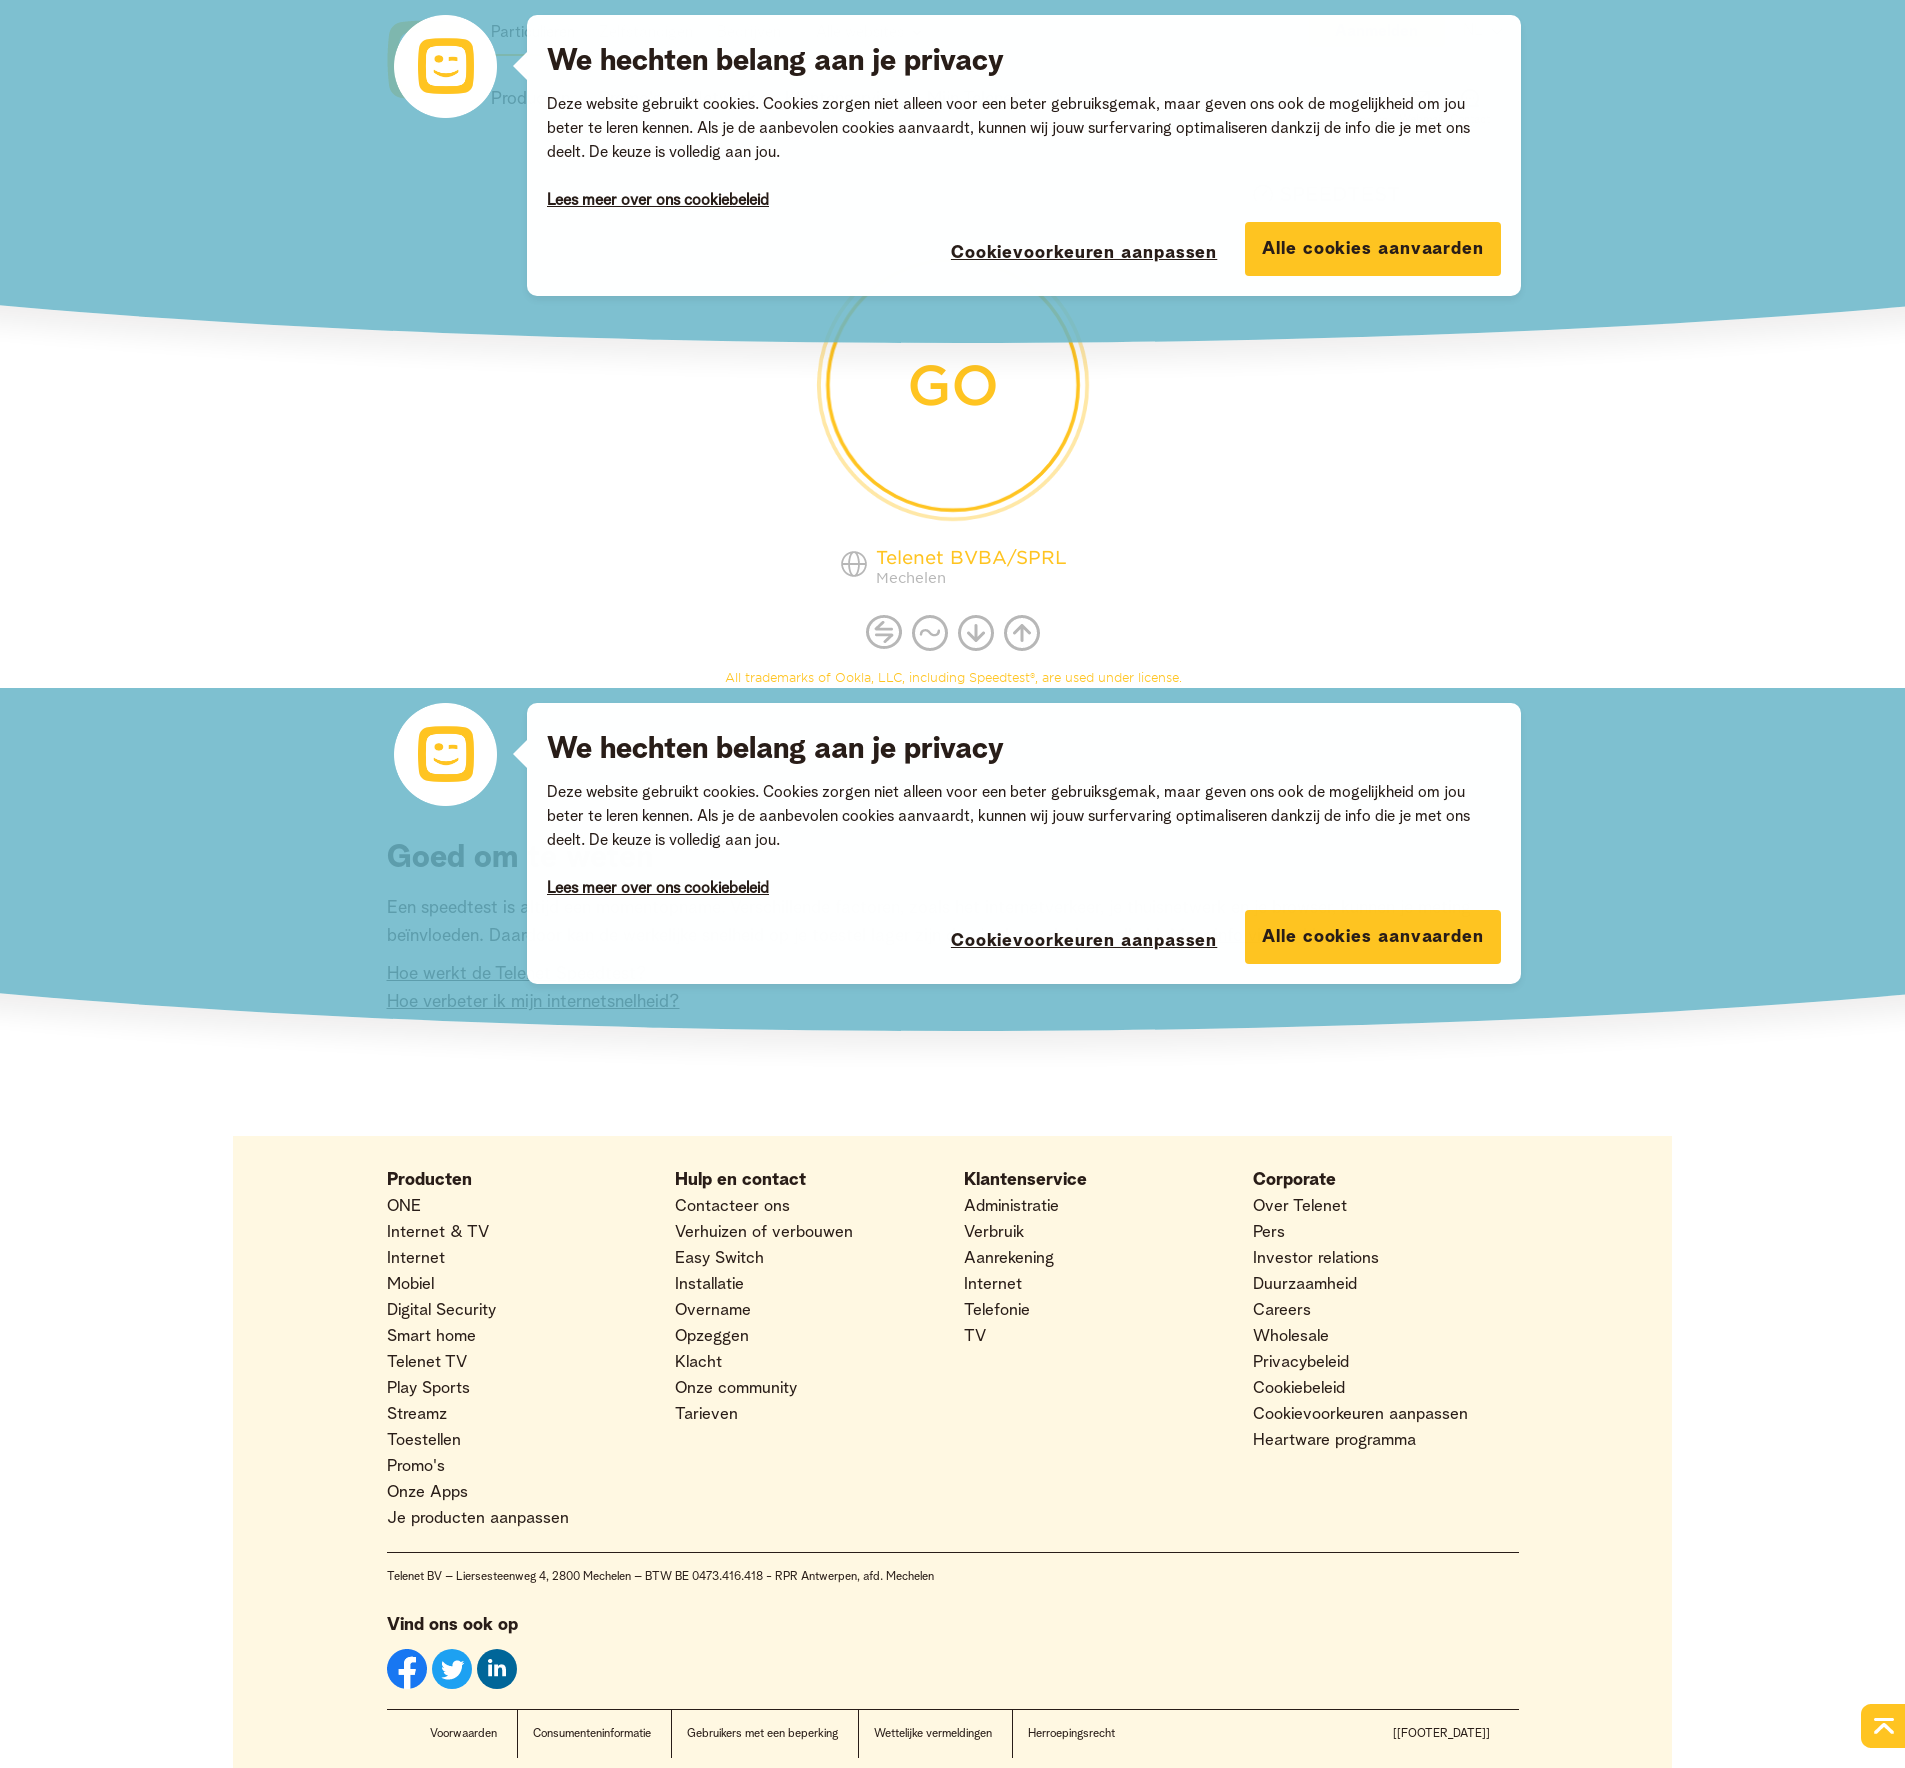 We hechten belang aan je privacy
Deze website gebruikt cookies. Cookies zorgen niet alleen voor een beter gebruiksgemak, maar geven ons ook de mogelijkheid om jou
beter te leren kennen. Als je de aanbevolen cookies aanvaardt, kunnen wij jouw surfervaring optimaliseren dankzij de info die je met ons
deelt. De keuze is volledig aan jou.
Lees meer over ons cookiebeleid
Cookievoorkeuren aanpassen
Alle cookies aanvaarden
GO
Telenet BVBA/SPRL
Mechelen
All trademarks of Ookla, LLC, including Speedtest®, are used under license.
We hechten belang aan je privacy
Deze website gebruikt cookies. Cookies zorgen niet alleen voor een beter gebruiksgemak, maar geven ons ook de mogelijkheid om jou
beter te leren kennen. Als je de aanbevolen cookies aanvaardt, kunnen wij jouw surfervaring optimaliseren dankzij de info die je met ons
deelt. De keuze is volledig aan jou.
Lees meer over ons cookiebeleid
Cookievoorkeuren aanpassen
Alle cookies aanvaarden
Goed om
Een speedtest is
beïnvloeden. Daar
Hoe werkt de
Hoe verbeter ik mijn internetsnelheid?
Producten
ONE
Internet & TV
Internet
Mobiel
Digital Security
Smart home
Telenet TV
Play Sports
Streamz
Toestellen
Promo's
Onze Apps
Je producten aanpassen
Hulp en contact
Contacteer ons
Verhuizen of verbouwen
Easy Switch
Installatie
Overname
Opzeggen
Klacht
Onze community
Tarieven
Klantenservice
Administratie
Verbruik
Aanrekening
Internet
Telefonie
TV
Corporate
Over Telenet
Pers
Investor relations
Duurzaamheid
Careers
Wholesale
Privacybeleid
Cookiebeleid
Cookievoorkeuren aanpassen
Heartware programma
Telenet BV – Liersesteenweg 4, 2800 Mechelen – BTW BE 0473.416.418 - RPR Antwerpen, afd. Mechelen
Vind ons ook op
Voorwaarden
Consumenteninformatie
Gebruikers met een beperking
Wettelijke vermeldingen
Herroepingsrecht
[[FOOTER_DATE]]